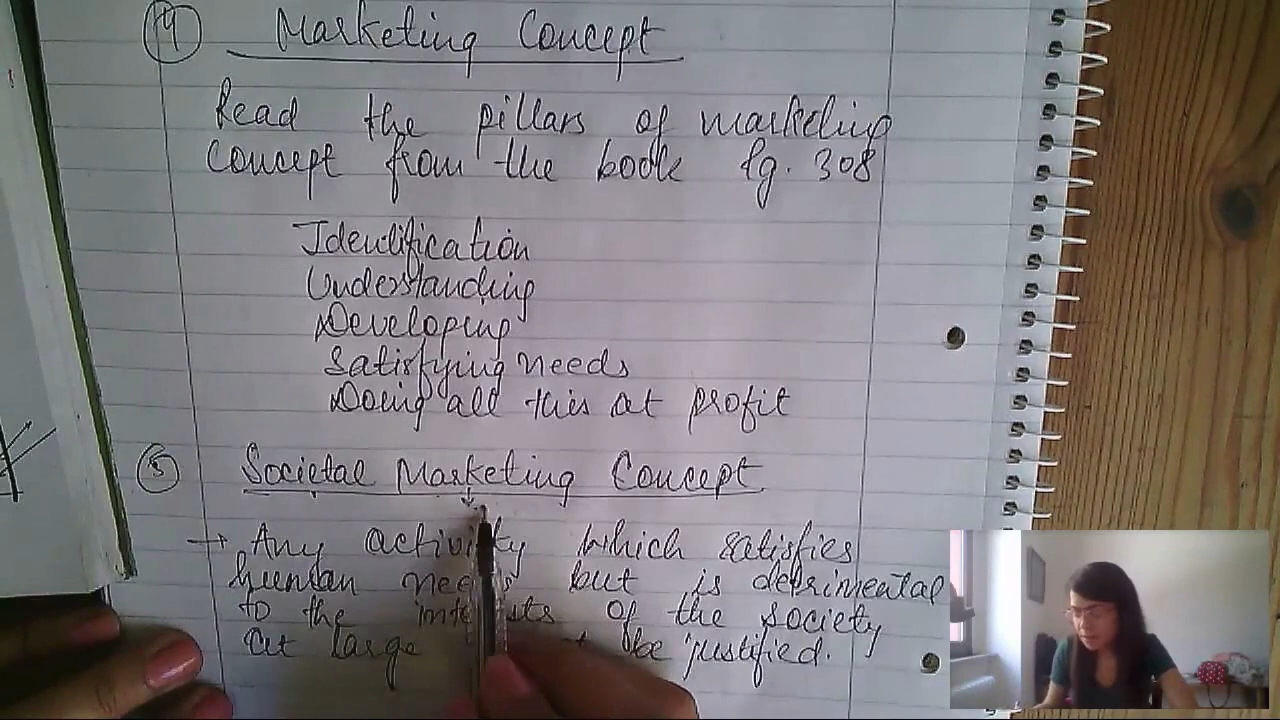 4 Marketing Concept
Read the pillars of marketing
concept from the book Pg. 308
Identification
Understanding
Developing
Satisfying needs
Doing all this at profit
5 Societal Marketing Concept
→ Any activity which satisfies
human but is detrimental
to the of the society
at large be justified.